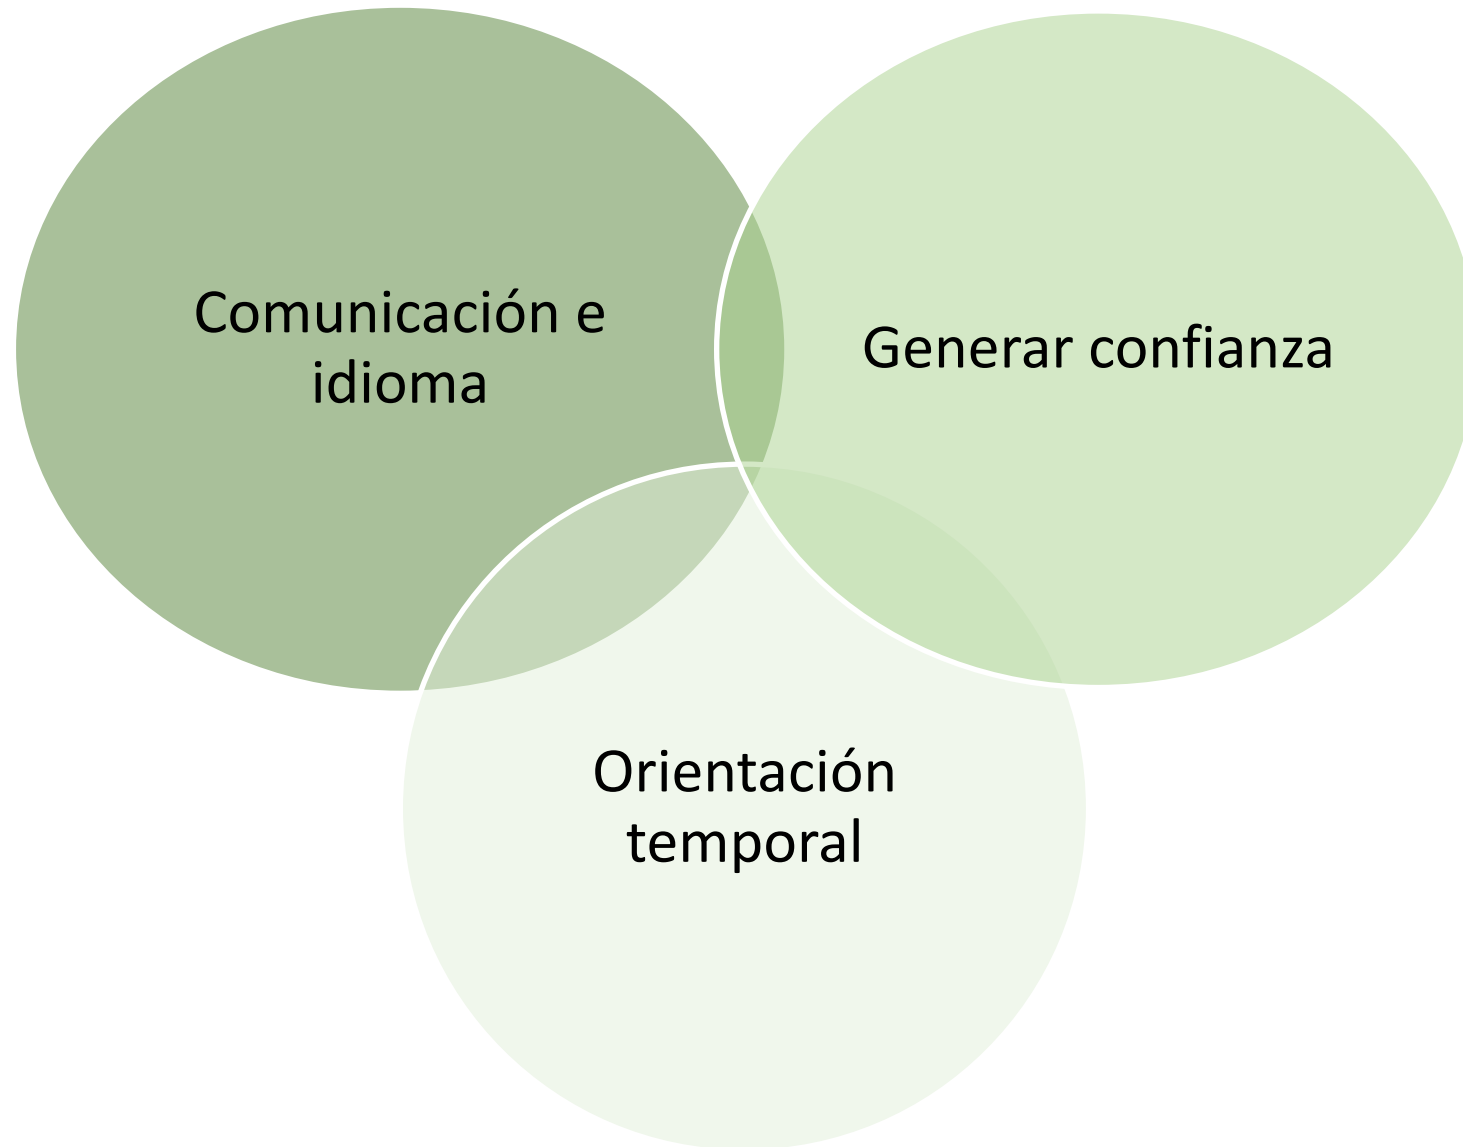 Comunicación e
idioma
Generar confianza
Orientación
temporal